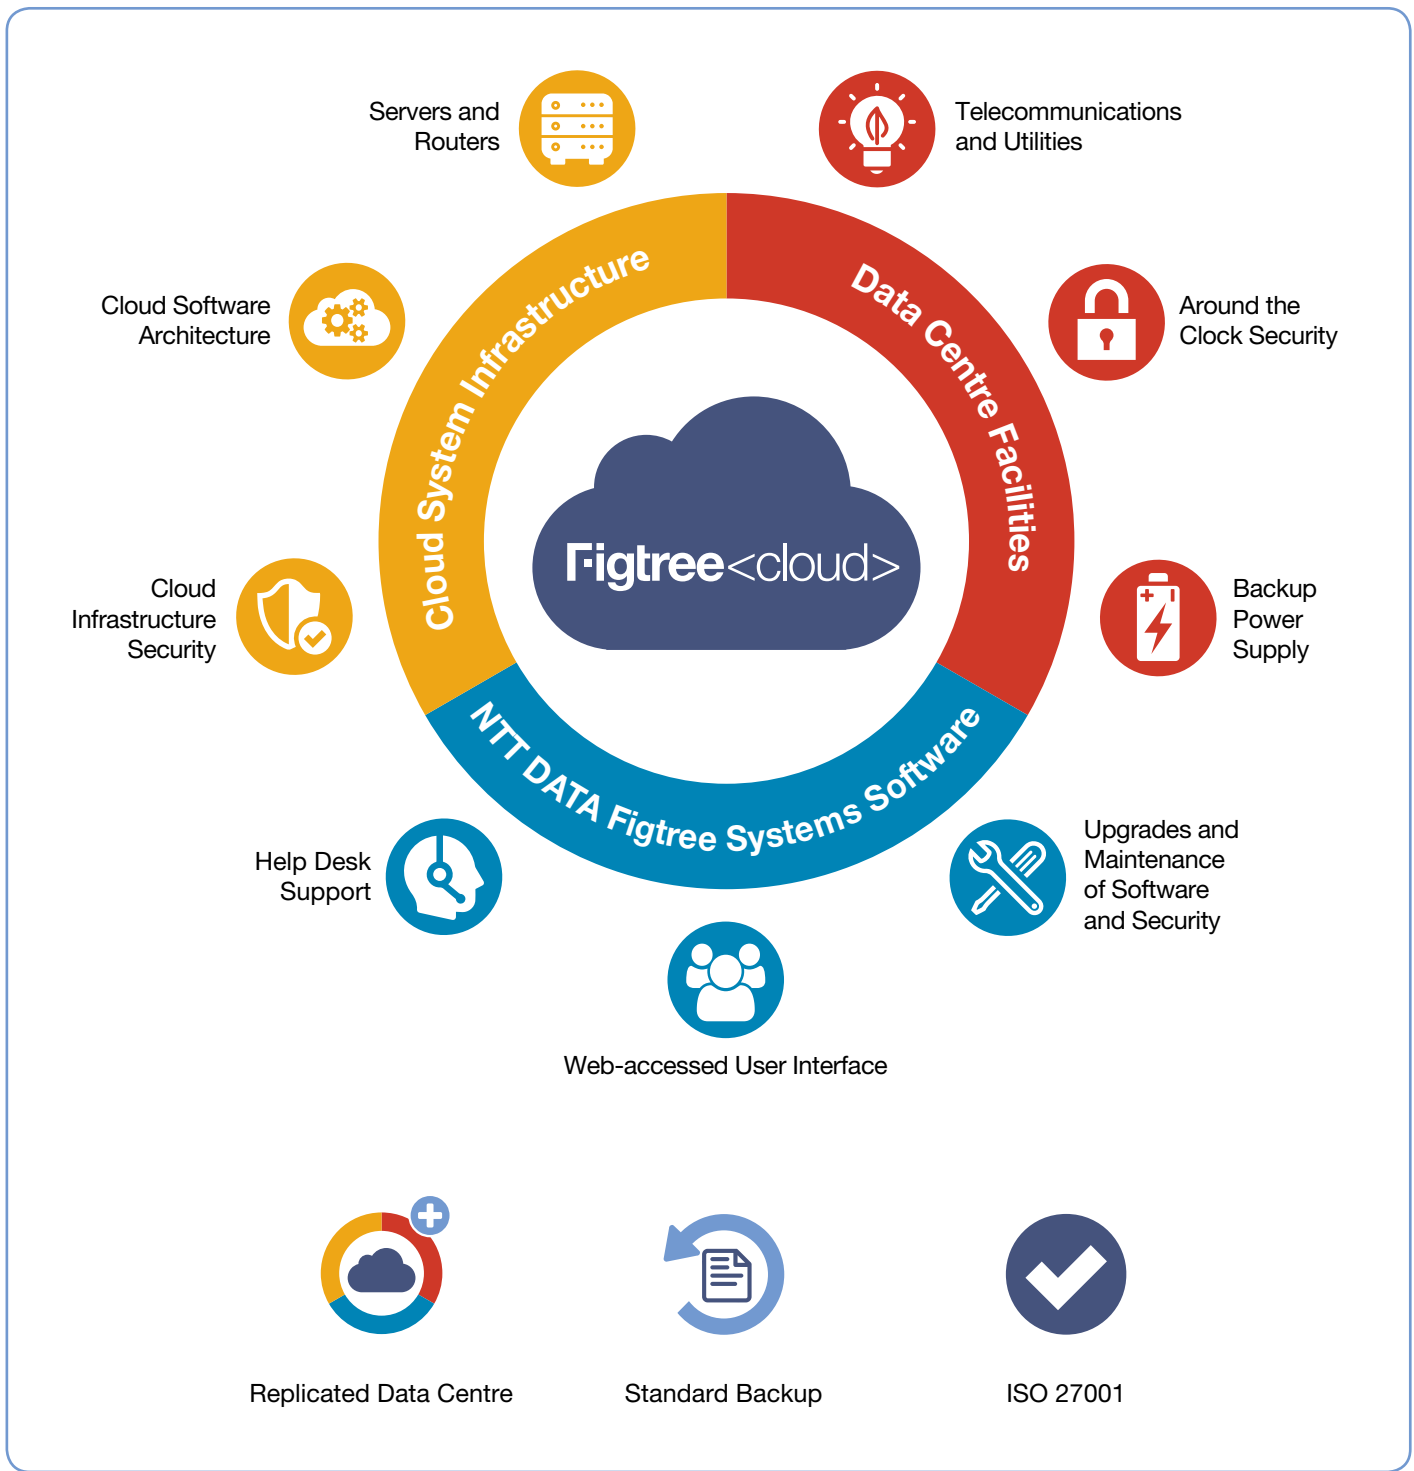 Servers and
Routers
Telecommunications
and Utilities
Cloud Software
Architecture
Around the
Clock Security
Cloud System Infrastructure
Data Centre Facilities
Figtree<cloud>
Cloud
Infrastructure
Security
Backup
Power
Supply
NTT DATA Figtree Systems Software
Help Desk
Support
Upgrades and
Maintenance
of Software
and Security
Web-accessed User Interface
Replicated Data Centre
Standard Backup
ISO 27001